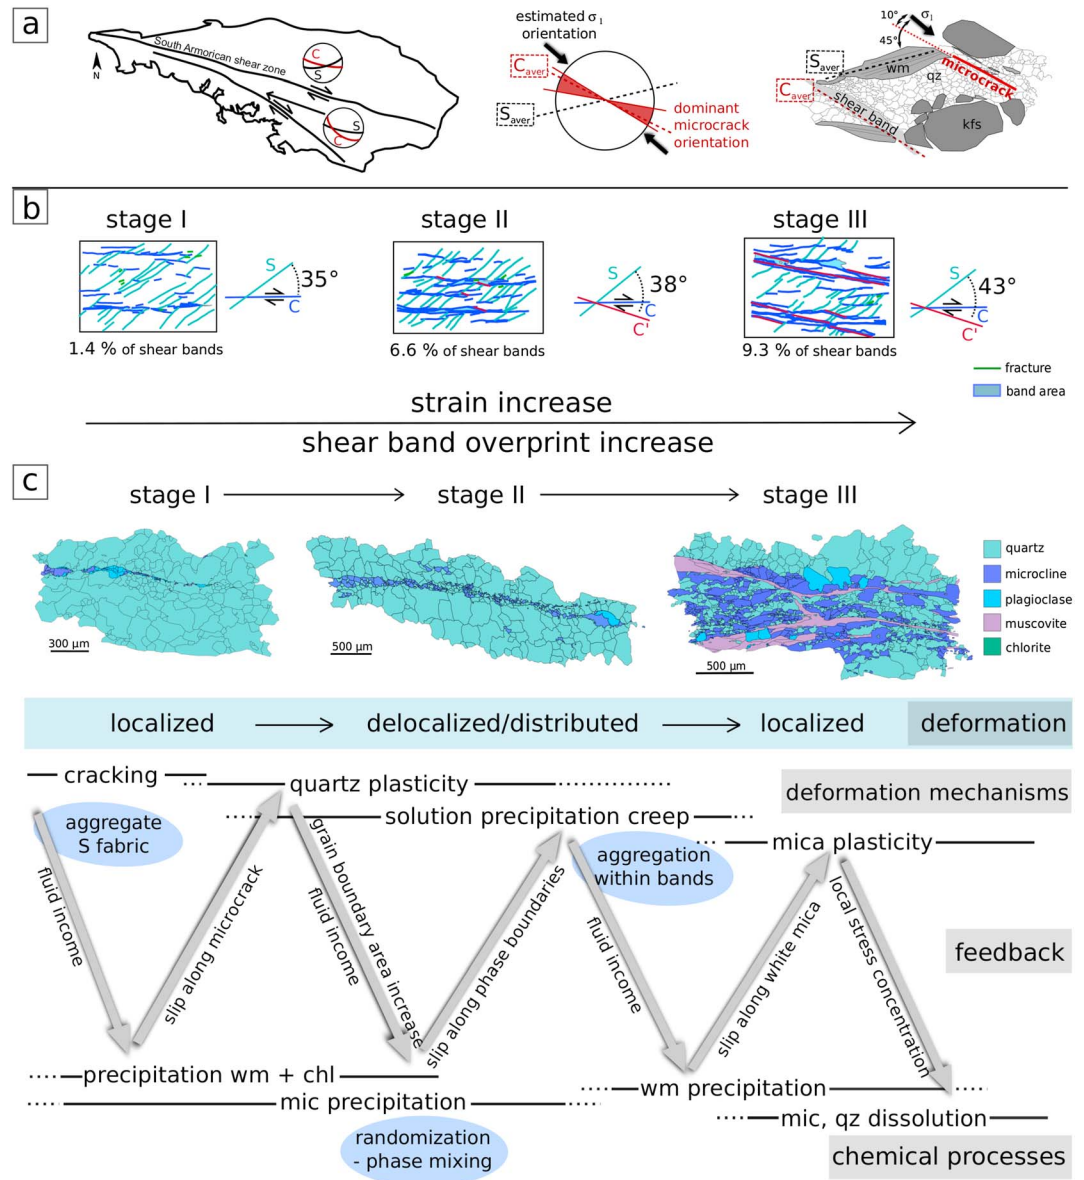 a
South Armorican shear zone
N
C
S
S
C
estimated σ1
orientation
Caver
Saver
dominant
microcrack
orientation
10°
σ1
45°
Saver
wm
qz
microcrack
Caver
shear band
kfs
b
stage I
stage II
stage III
S
35°
C
S
38°
C
C'
S
43°
C
C'
1.4 % of shear bands
6.6 % of shear bands
9.3 % of shear bands
fracture
band area
strain increase
shear band overprint increase
c
stage I
stage II
stage III
quartz
microcline
plagioclase
muscovite
chlorite
300 μm
500 μm
500 μm
localized
delocalized/distributed
localized
deformation
cracking
quartz plasticity
deformation mechanisms
solution precipitation creep
mica plasticity
aggregate
S fabric
aggregation
within bands
fluid income
slip along microcrack
grain boundary area increase
fluid income
slip along phase boundaries
fluid income
slip along white mica
local stress concentration
feedback
precipitation wm + chl
mic precipitation
wm precipitation
mic, qz dissolution
randomization
- phase mixing
chemical processes